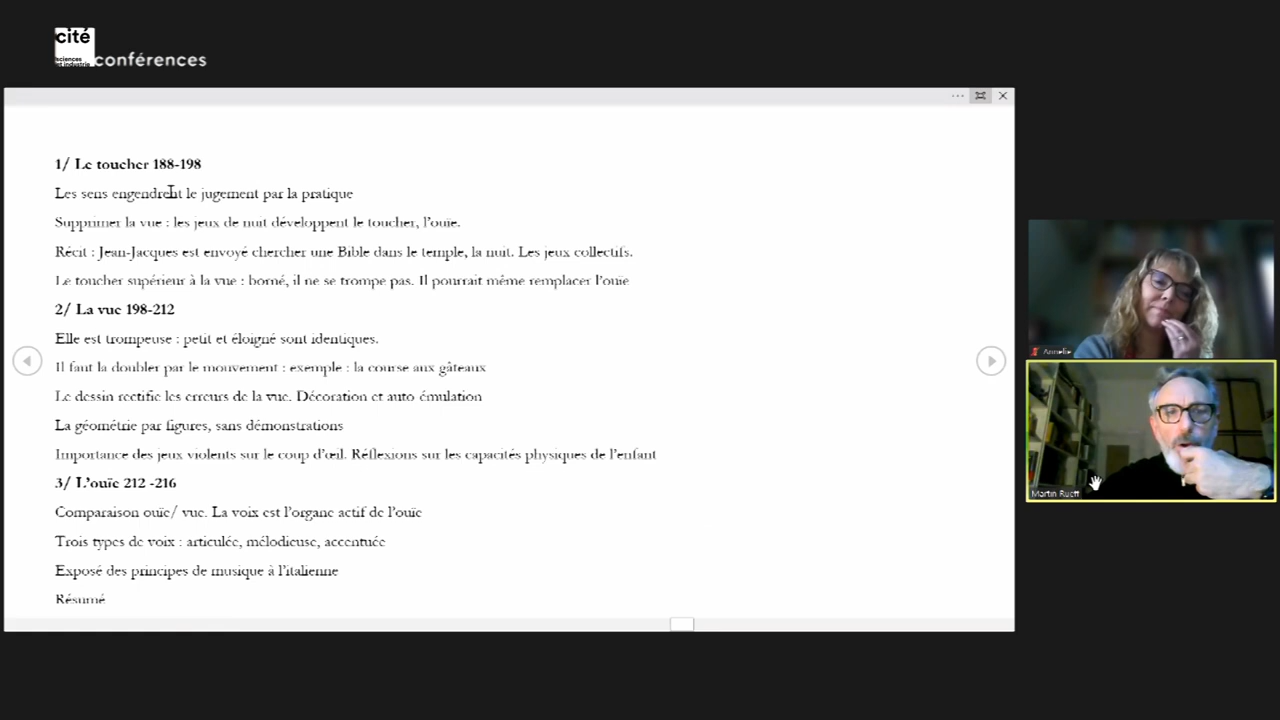 cité
sciences
et industrie
conférences
1/ Le toucher 188-198
Les sens engendrent le jugement par la pratique
Supprimer la vue : les jeux de nuit développent le toucher, l’ouïe.
Récit : Jean-Jacques est envoyé chercher une Bible dans le temple, la nuit. Les jeux collectifs.
Le toucher supérieur à la vue : borné, il ne se trompe pas. Il pourrait même remplacer l’ouïe
2/ La vue 198-212
Elle est trompeuse : petit et éloigné sont identiques.
Il faut la doubler par le mouvement : exemple : la course aux gâteaux
Le dessin rectifie les erreurs de la vue. Décoration et auto émulation
La géométrie par figures, sans démonstrations
Importance des jeux violents sur le coup d’œil. Réflexions sur les capacités physiques de l’enfant
3/ L’ouïe 212 -216
Comparaison ouïe/ vue. La voix est l’organe actif de l’ouïe
Trois types de voix : articulée, mélodieuse, accentuée
Exposé des principes de musique à l’italienne
Résumé
Annelie
Martin Rueff